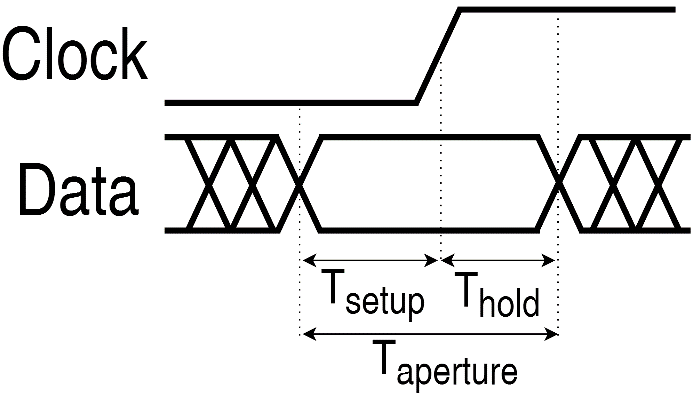 Clock
Data
Tsetup Thold
Taperture